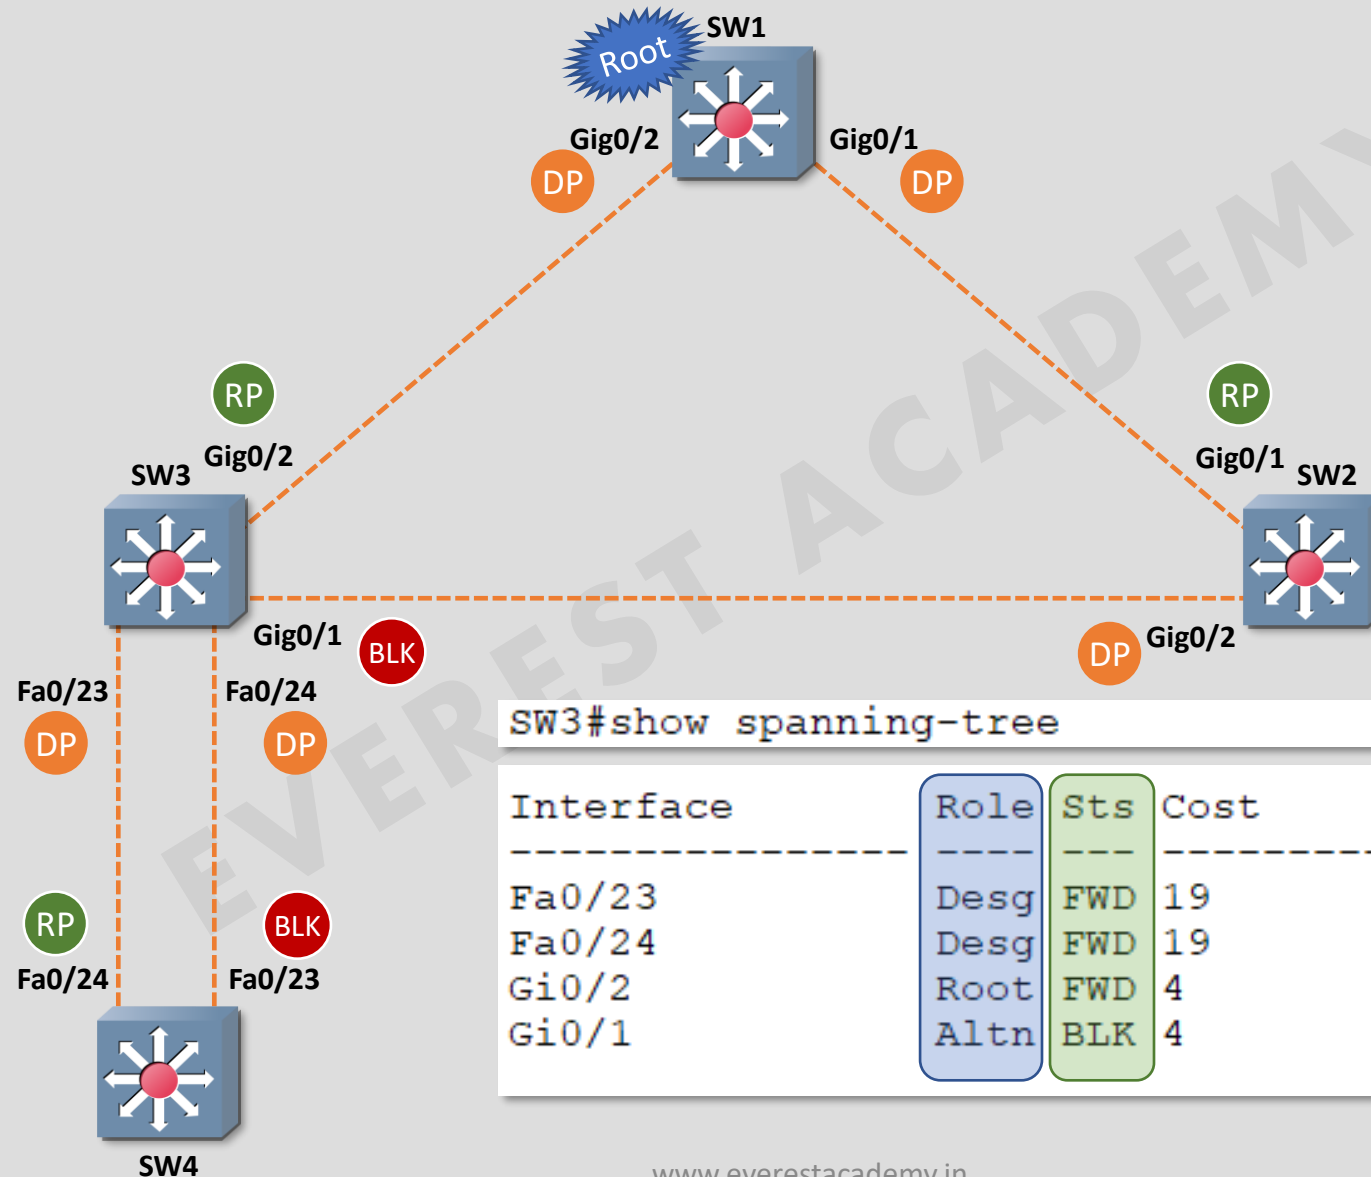 SW1
Root
Gig0/2
Gig0/1
DP
DP
EVEREST ACADEMY
RP
RP
Gig0/2
Gig0/1
SW3
SW2
Gig0/1
BLK
DP
Gig0/2
Fa0/23
Fa0/24
DP
DP
SW3#show spanning-tree
Interface Role Sts Cost
---------------- ---- --- ---------
Fa0/23 Desg FWD 19
Fa0/24 Desg FWD 19
Gi0/2 Root FWD 4
Gi0/1 Altn BLK 4
RP
BLK
Fa0/24
Fa0/23
SW4
www.everestacademy.in